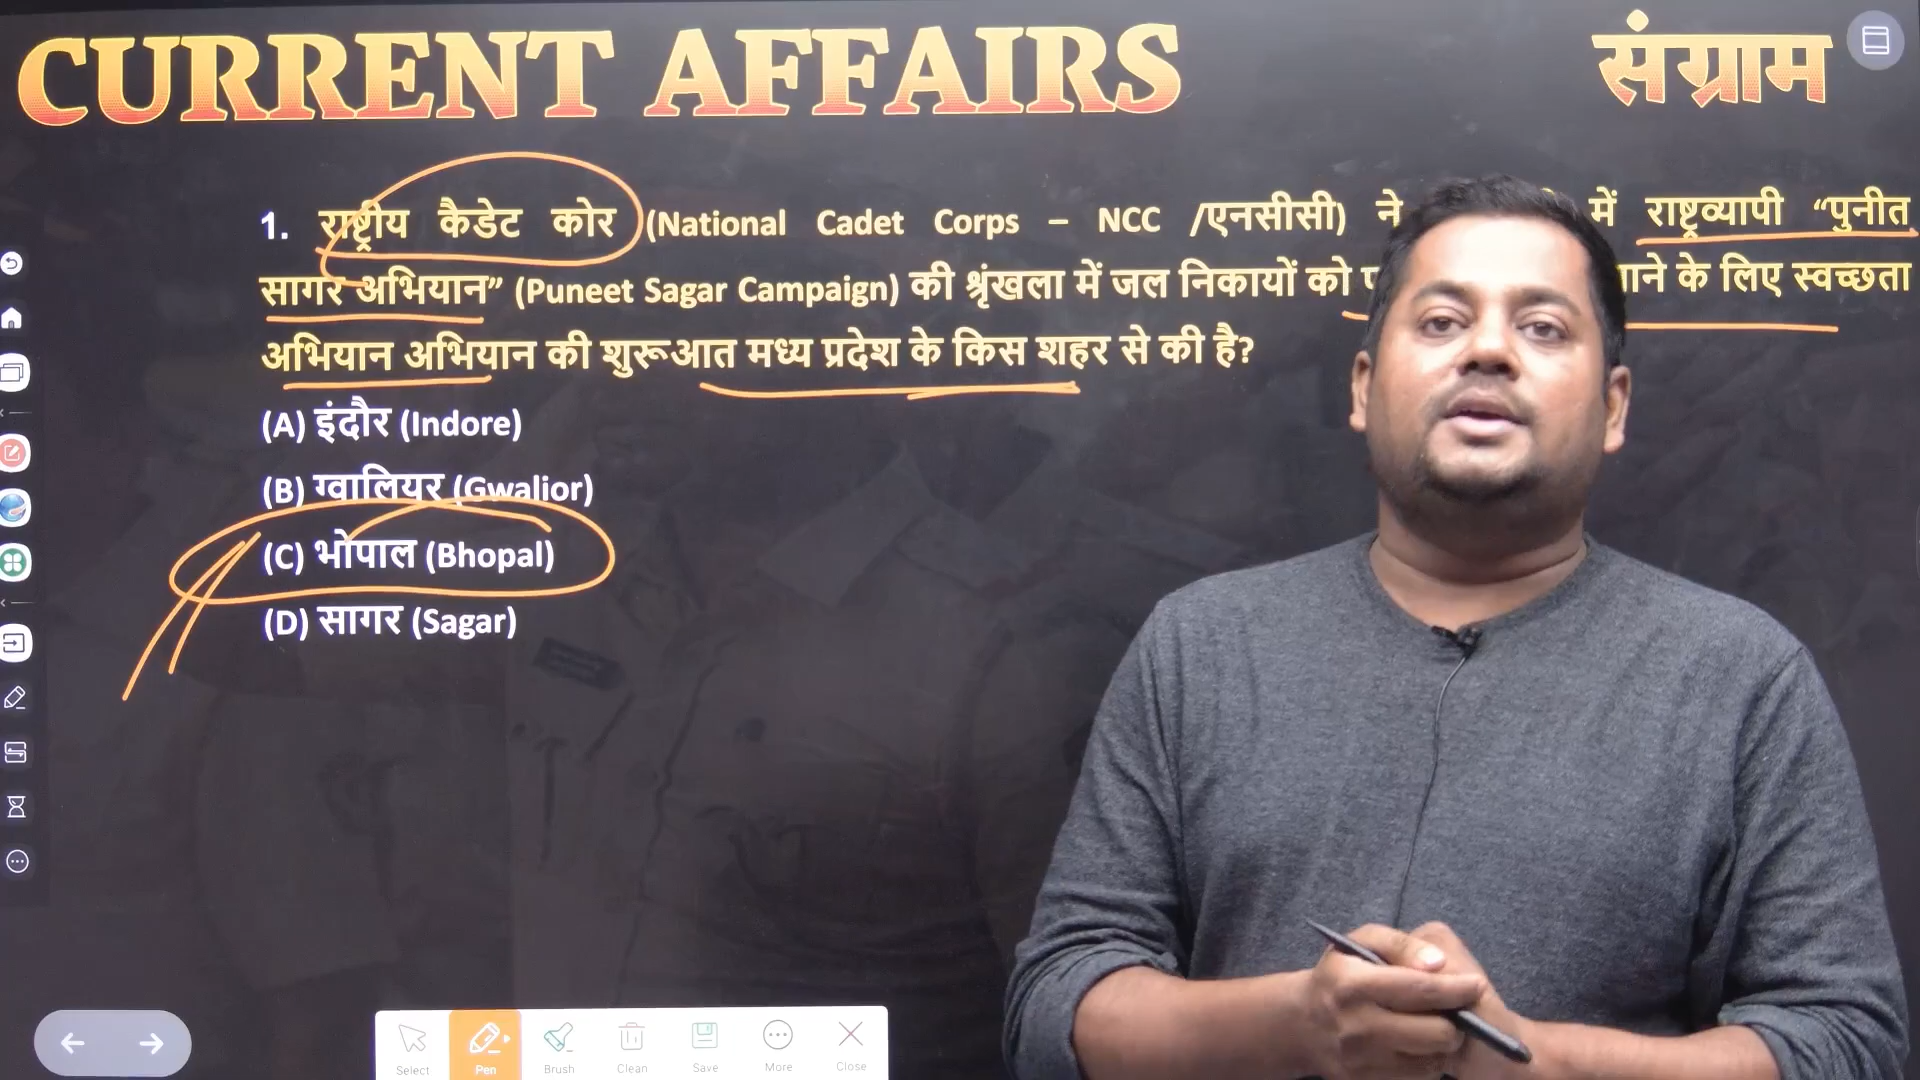 CURRENT AFFAIRS
संग्राम
1. राष्ट्रीय कैडेट कोर (National Cadet Corps – NCC /एनसीसी) ने में राष्ट्रव्यापी “पुनीत
सागर अभियान” (Puneet Sagar Campaign) की श्रृंखला में जल निकायों को के लिए स्वच्छता
अभियान अभियान की शुरूआत मध्य प्रदेश के किस शहर से की है?
(A) इंदौर (Indore)
(B) ग्वालियर (Gwalior)
(C) भोपाल (Bhopal)
(D) सागर (Sagar)
Select Pen Brush Clean Save More Close